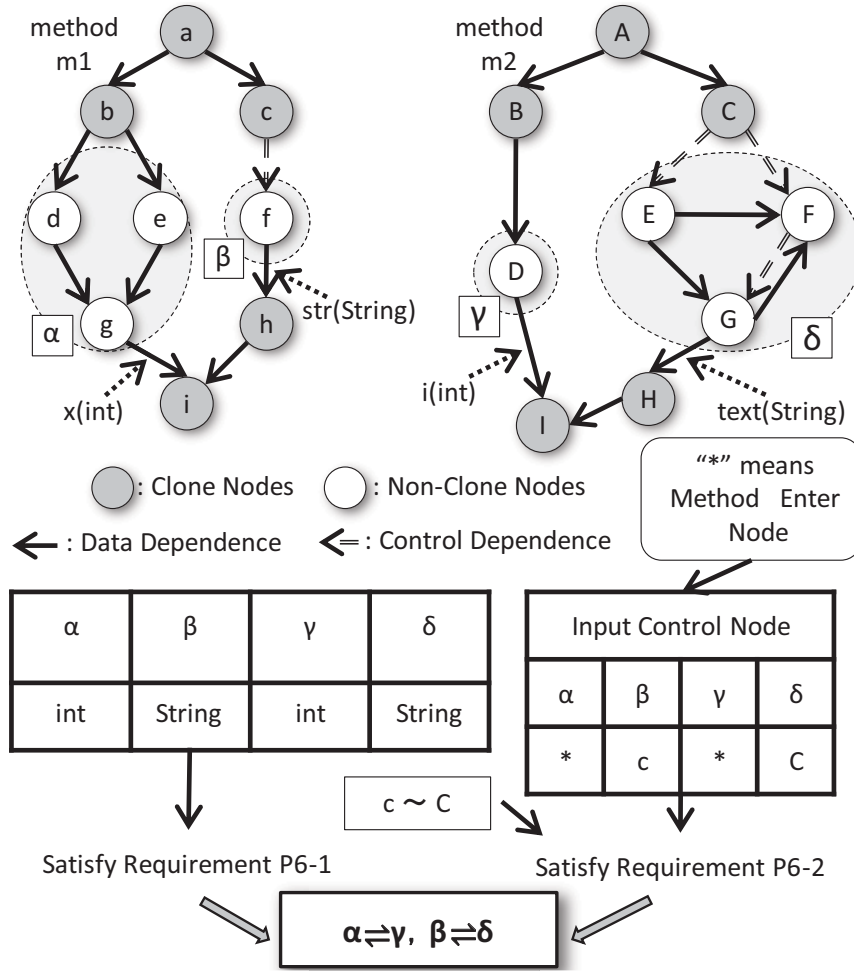 method
m1
a
b
c
d
e
f
g
h
i
α
β
x(int)
str(String)
method
m2
A
B
C
D
E
F
G
H
I
γ
δ
i(int)
text(String)
: Clone Nodes
: Non-Clone Nodes
: Data Dependence
: Control Dependence
“*” means
Method Enter
Node
α β γ δ
int String int String
Input Control Node
α β γ δ
* c * C
c ~ C
Satisfy Requirement P6-1
Satisfy Requirement P6-2
α⇌γ, β⇌δ